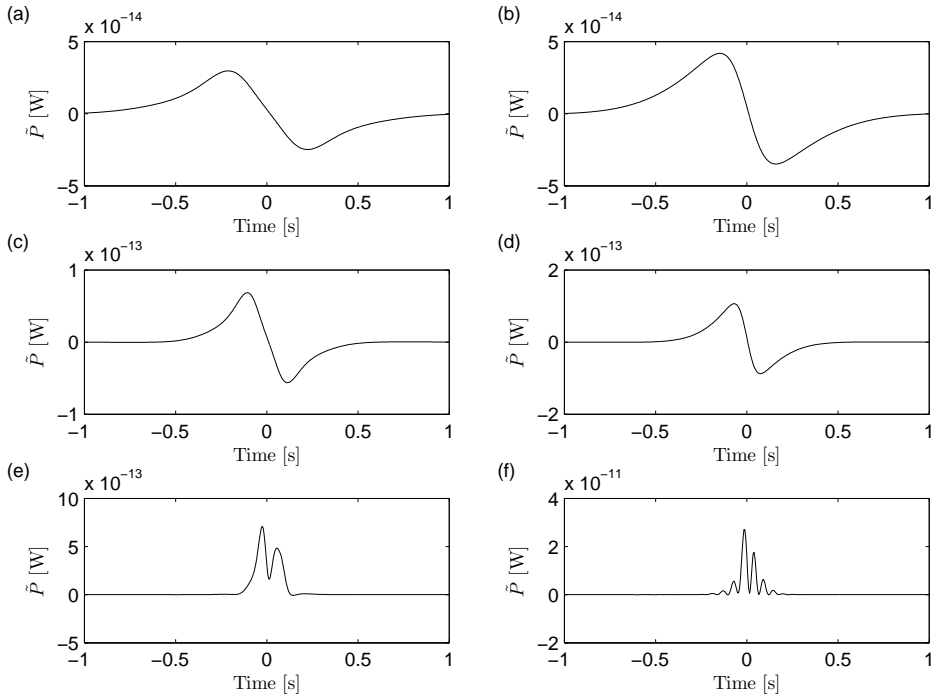 (a) (b)
x 10⁻¹⁴ x 10⁻¹⁴
5 5
P̃ [W] 0 P̃ [W] 0
−5 −5
−1 −0.5 0 0.5 1 −1 −0.5 0 0.5 1
Time [s] Time [s]
(c) (d)
x 10⁻¹³ x 10⁻¹³
1 2
P̃ [W] 0 P̃ [W] 0
−1 −2
−1 −0.5 0 0.5 1 −1 −0.5 0 0.5 1
Time [s] Time [s]
(e) (f)
x 10⁻¹³ x 10⁻¹¹
10 4
5 2
P̃ [W] P̃ [W]
0 0
−5 −2
−1 −0.5 0 0.5 1 −1 −0.5 0 0.5 1
Time [s] Time [s]